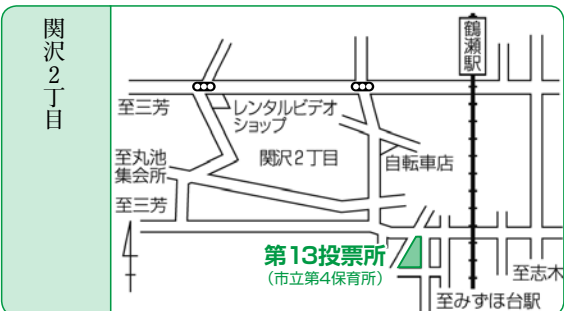 関沢2丁目
鶴瀬駅
至三芳
レンタルビデオ
ショップ
至丸池
集会所
関沢2丁目
自転車店
至三芳
第13投票所
(市立第4保育所)
至志木
至みずほ台駅